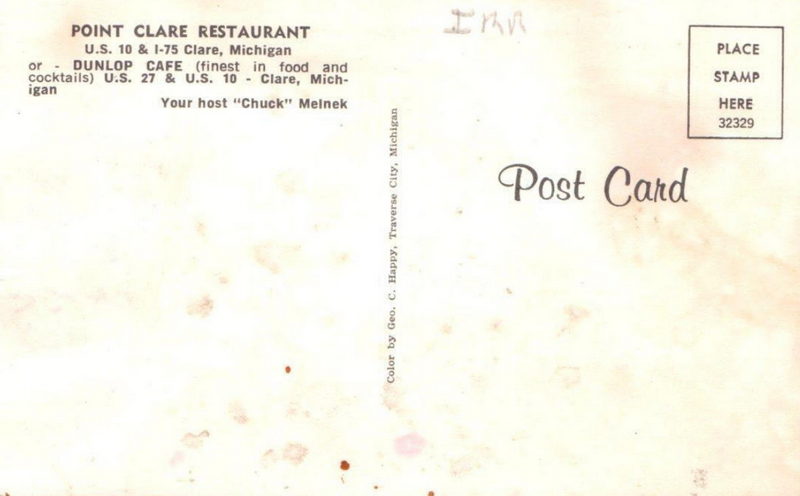 POINT CLARE RESTAURANT
U.S. 10 & I-75 Clare, Michigan
or - DUNLOP CAFE (finest in food and
cocktails) U.S. 27 & U.S. 10 - Clare, Mich-
igan
Your host "Chuck" Melnek
Color by Geo. C. Happy, Traverse City, Michigan
PLACE
STAMP
HERE
32329
Post Card